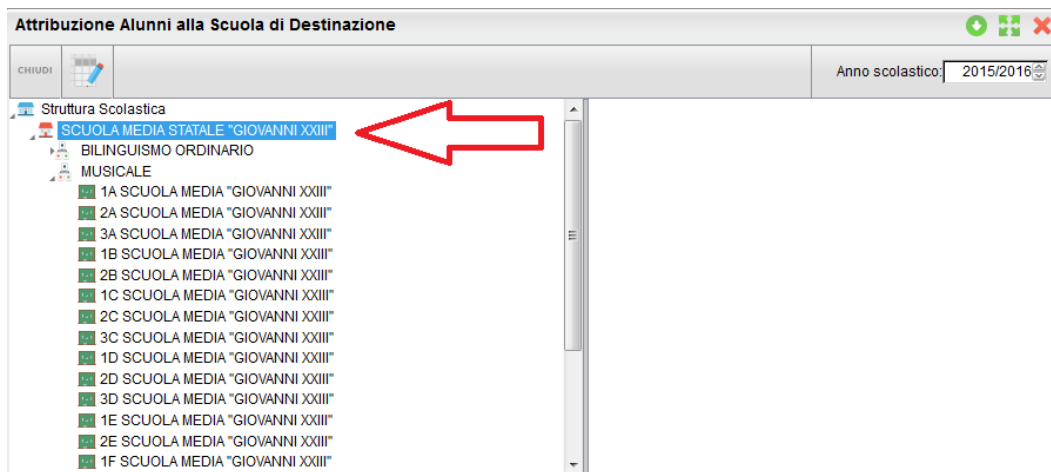 Attribuzione Alunni alla Scuola di Destinazione
CHIUDI
Anno scolastico: 2015/2016
Struttura Scolastica
SCUOLA MEDIA STATALE "GIOVANNI XXIII"
BILINGUISMO ORDINARIO
MUSICALE
1A SCUOLA MEDIA "GIOVANNI XXIII"
2A SCUOLA MEDIA "GIOVANNI XXIII"
3A SCUOLA MEDIA "GIOVANNI XXIII"
1B SCUOLA MEDIA "GIOVANNI XXIII"
2B SCUOLA MEDIA "GIOVANNI XXIII"
1C SCUOLA MEDIA "GIOVANNI XXIII"
2C SCUOLA MEDIA "GIOVANNI XXIII"
3C SCUOLA MEDIA "GIOVANNI XXIII"
1D SCUOLA MEDIA "GIOVANNI XXIII"
2D SCUOLA MEDIA "GIOVANNI XXIII"
3D SCUOLA MEDIA "GIOVANNI XXIII"
1E SCUOLA MEDIA "GIOVANNI XXIII"
2E SCUOLA MEDIA "GIOVANNI XXIII"
1F SCUOLA MEDIA "GIOVANNI XXIII"